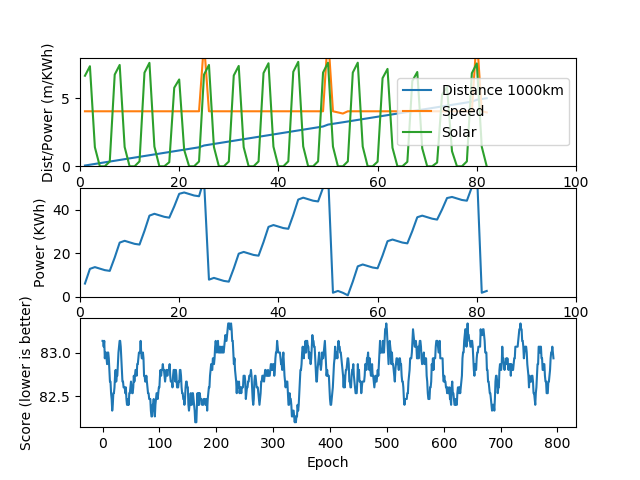 Dist/Power (m/KWh)
5
0
Distance 1000km
Speed
Solar
0 20 40 60 80 100
Power (KWh)
40
20
0
0 20 40 60 80 100
Score (lower is better)
83.0
82.5
0 100 200 300 400 500 600 700 800
Epoch